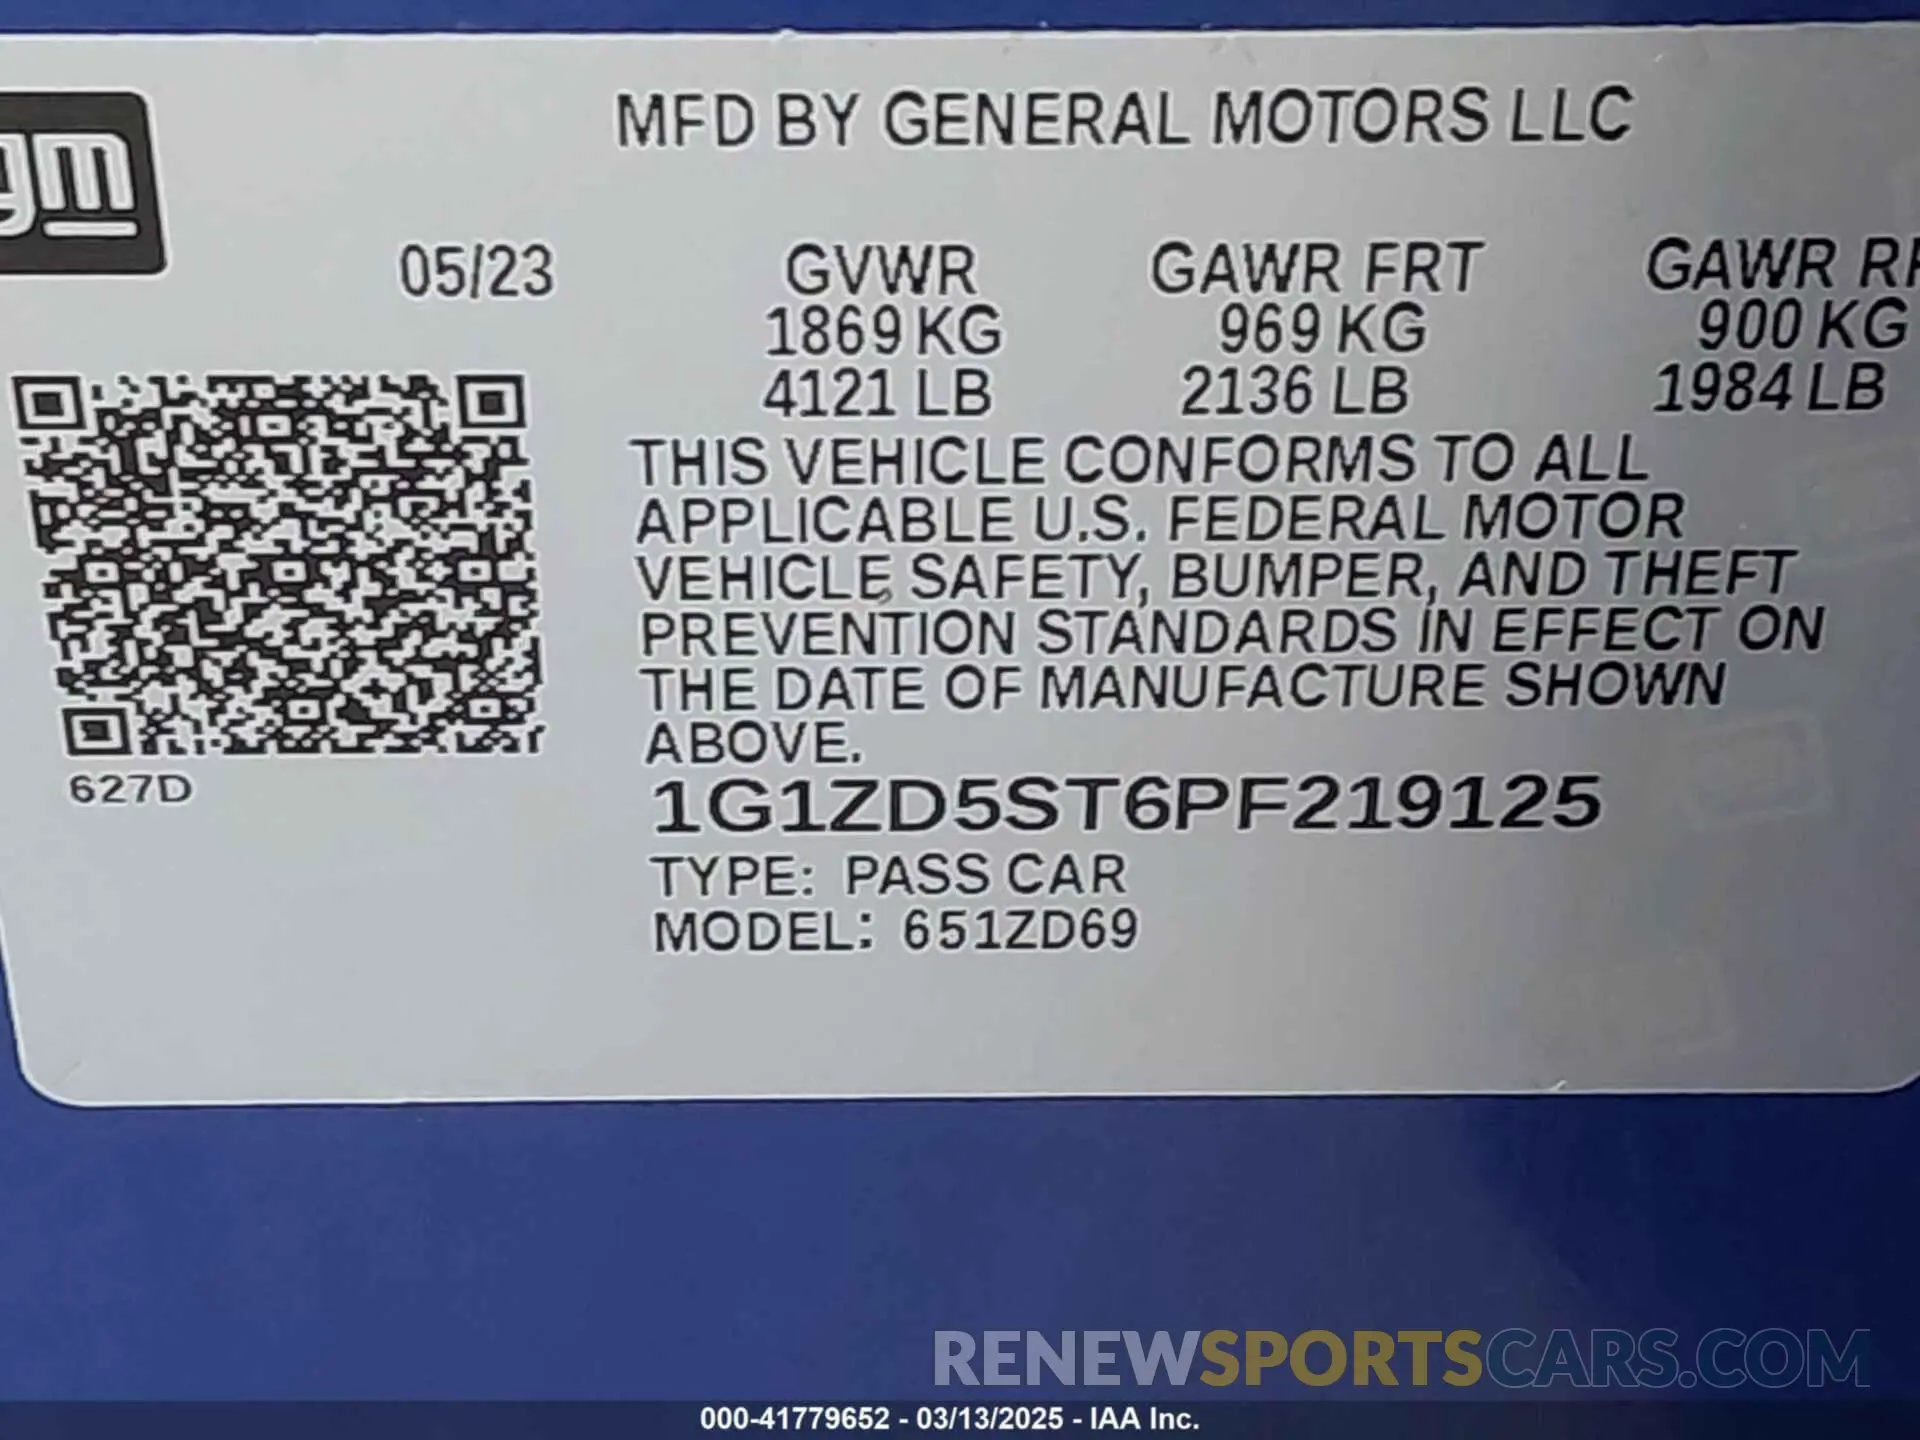 MFD BY GENERAL MOTORS LLC
gm
05/23
GVWR GAWR FRT GAWR RR
1869 KG 969 KG 900 KG
4121 LB 2136 LB 1984 LB
THIS VEHICLE CONFORMS TO ALL
APPLICABLE U.S. FEDERAL MOTOR
VEHICLE SAFETY, BUMPER, AND THEFT
PREVENTION STANDARDS IN EFFECT ON
THE DATE OF MANUFACTURE SHOWN
ABOVE.
627D
1G1ZD5ST6PF219125
TYPE: PASS CAR
MODEL: 651ZD69
RENEWSPORTSCARS.COM
000-41779652 - 03/13/2025 - IAA Inc.